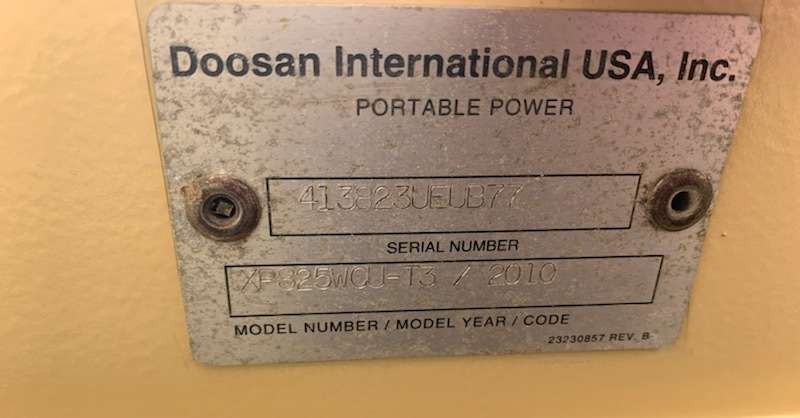 Doosan International USA, Inc.
PORTABLE POWER
413823UEUB77
SERIAL NUMBER
XP825WCU-T3 / 2010
MODEL NUMBER / MODEL YEAR / CODE
23230857 REV. B